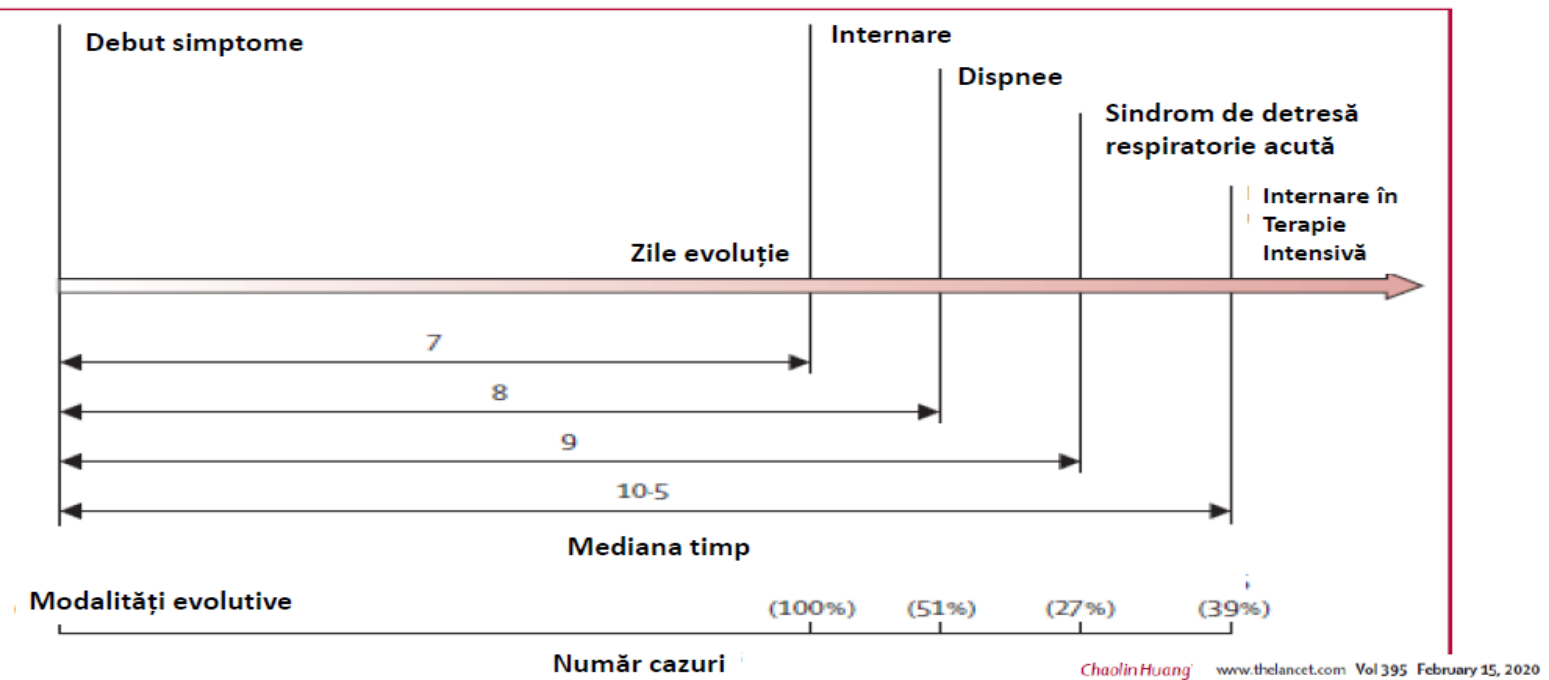 Debut simptome
Internare
Dispnee
Sindrom de detresă
respiratorie acută
Internare în
Terapie
Intensivă
Zile evoluție
7
8
9
10·5
Mediana timp
Modalități evolutive
(100%) (51%) (27%) (39%)
Număr cazuri
Chaolin Huang www.thelancet.com Vol 395 February 15, 2020